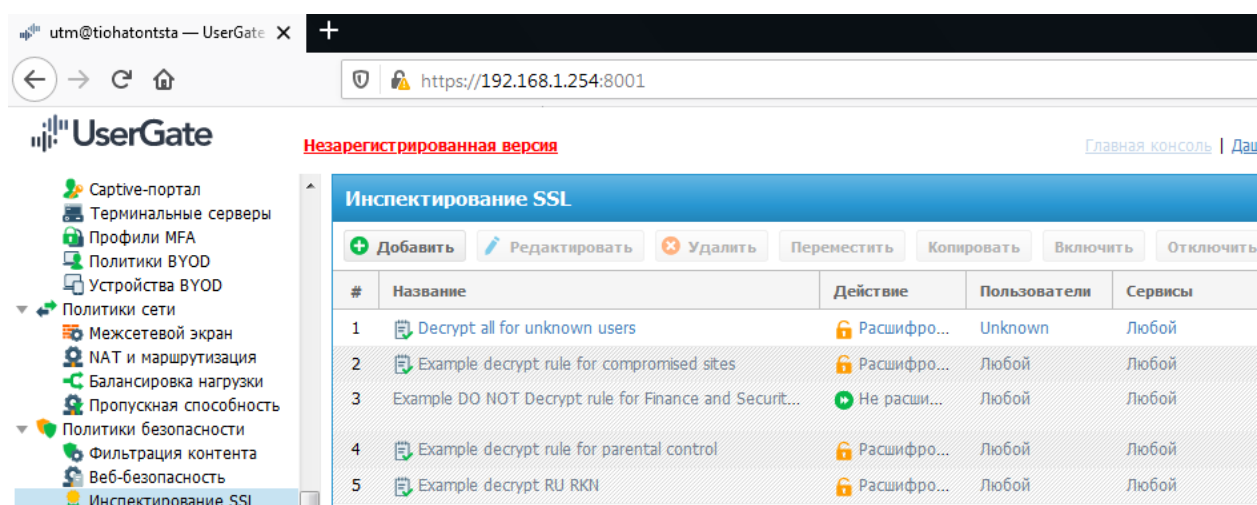 utm@tiohatontsta — UserGate
https://192.168.1.254:8001
UserGate
Незарегистрированная версия
Главная консоль | Даш
Captive-портал
Терминальные серверы
Профили MFA
Политики BYOD
Устройства BYOD
Политики сети
Межсетевой экран
NAT и маршрутизация
Балансировка нагрузки
Пропускная способность
Политики безопасности
Фильтрация контента
Веб-безопасность
Инспектирование SSL
Инспектирование SSL
Добавить Редактировать Удалить Переместить Копировать Включить Отключить
# Название Действие Пользователи Сервисы
1 Decrypt all for unknown users Расшифро... Unknown Любой
2 Example decrypt rule for compromised sites Расшифро... Любой Любой
3 Example DO NOT Decrypt rule for Finance and Securit... Не расши... Любой Любой
4 Example decrypt rule for parental control Расшифро... Любой Любой
5 Example decrypt RU RKN Расшифро... Любой Любой